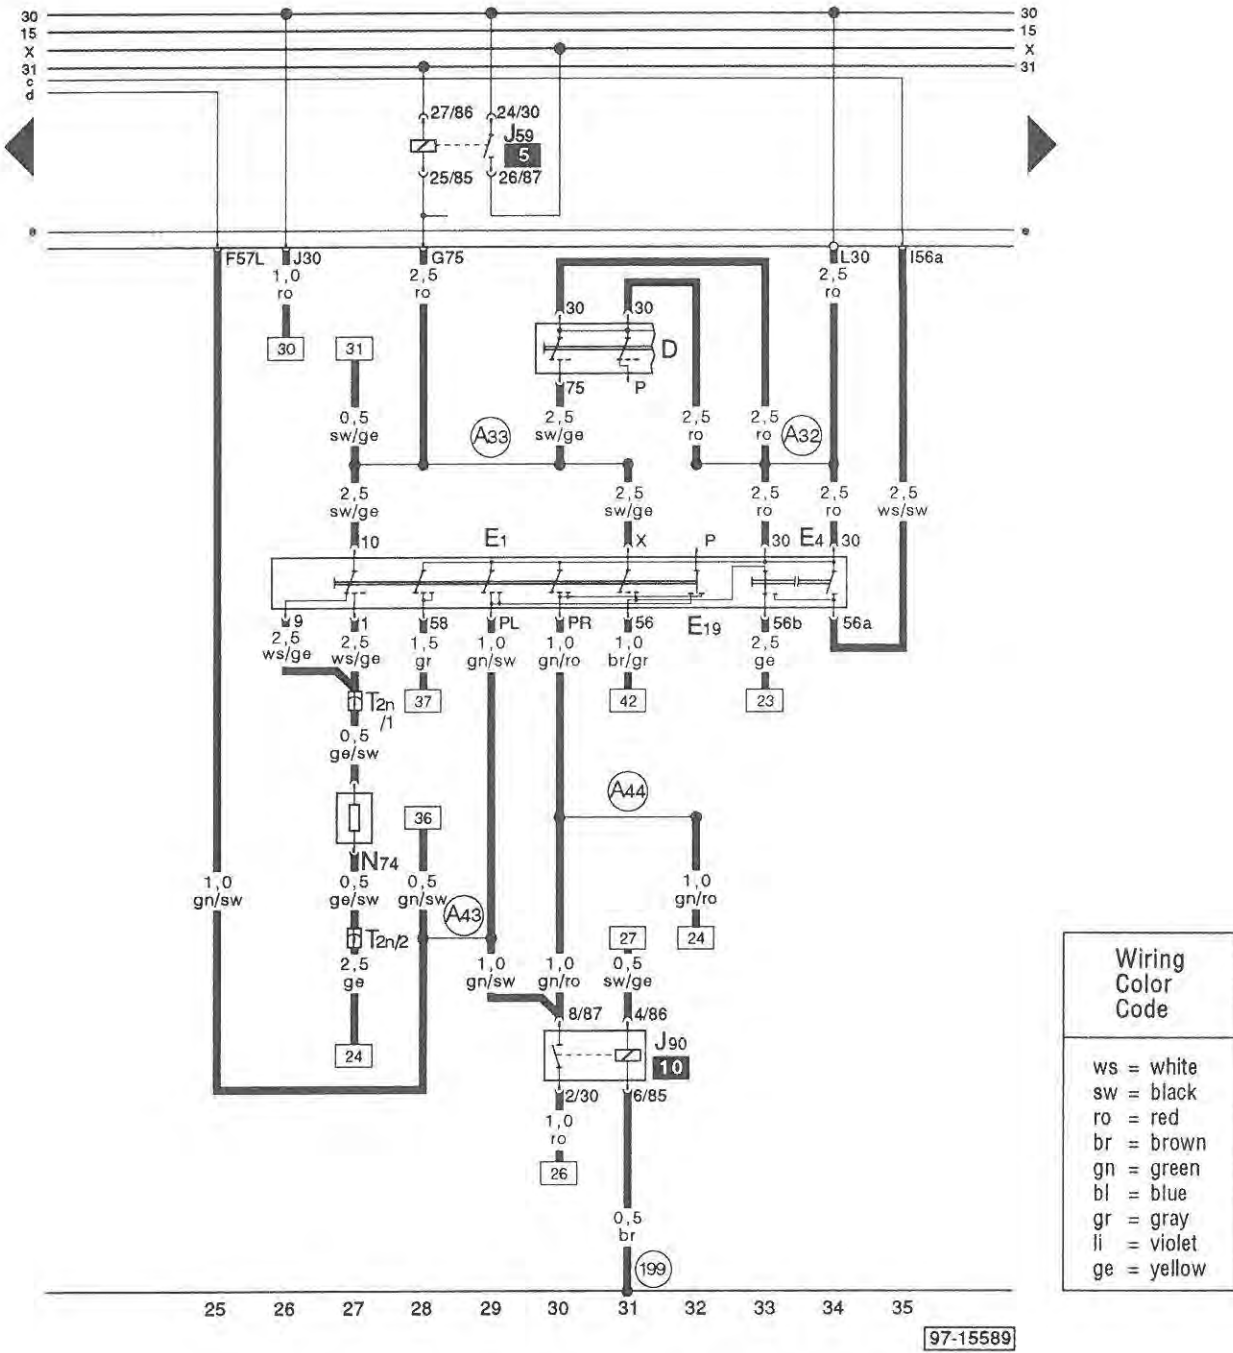 30 30
15 15
X X
31 31
c
d
27/86 24/30
J59
5
25/85 26/87
e e
F57L J30 G75 L30 I56a
1,0 2,5 2,5
ro ro ro
30 30
30 31 D
75 P
0,5 2,5 2,5 2,5
sw/ge A33 sw/ge ro ro A32
2,5 2,5 2,5 2,5 2,5
sw/ge sw/ge ro ro ws/sw
10 E1 X P 30 E4 30
9 1 58 PL PR 56 E19 56b 56a
2,5 2,5 1,5 1,0 1,0 1,0 2,5
ws/ge ws/ge gr gn/sw gn/ro br/gr ge
T2n
/1
37 42 23
0,5
ge/sw
A44
36
N74
1,0 0,5 0,5 1,0
gn/sw ge/sw gn/sw A43 gn/ro
T2n/2 27 24
2,5 1,0 1,0 0,5
ge gn/sw gn/ro sw/ge
8/87 4/86
24 J90
10
2/30 6/85
1,0
ro
26
0,5
br
199
25 26 27 28 29 30 31 32 33 34 35
97-15589
Wiring
Color
Code
ws = white
sw = black
ro = red
br = brown
gn = green
bl = blue
gr = gray
li = violet
ge = yellow